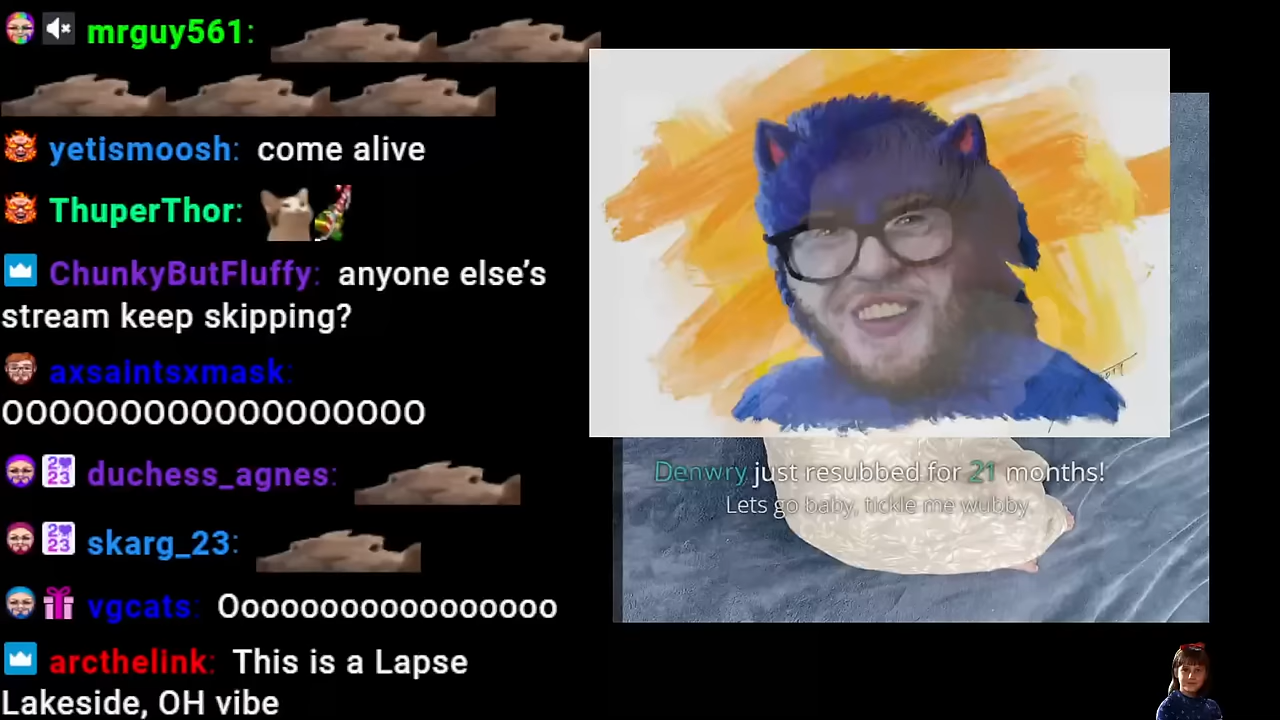 mrguy561:
yetismoosh: come alive
ThuperThor:
ChunkyButFluffy: anyone else’s
stream keep skipping?
axsaintsxmask:
OOOOOOOOOOOOOOOOOO
duchess_agnes:
skarg_23:
vgcats: Ooooooooooooooooo
arcthelink: This is a Lapse
Lakeside, OH vibe
Denwry just resubbed for 21 months!
Lets go baby, tickle me wubby